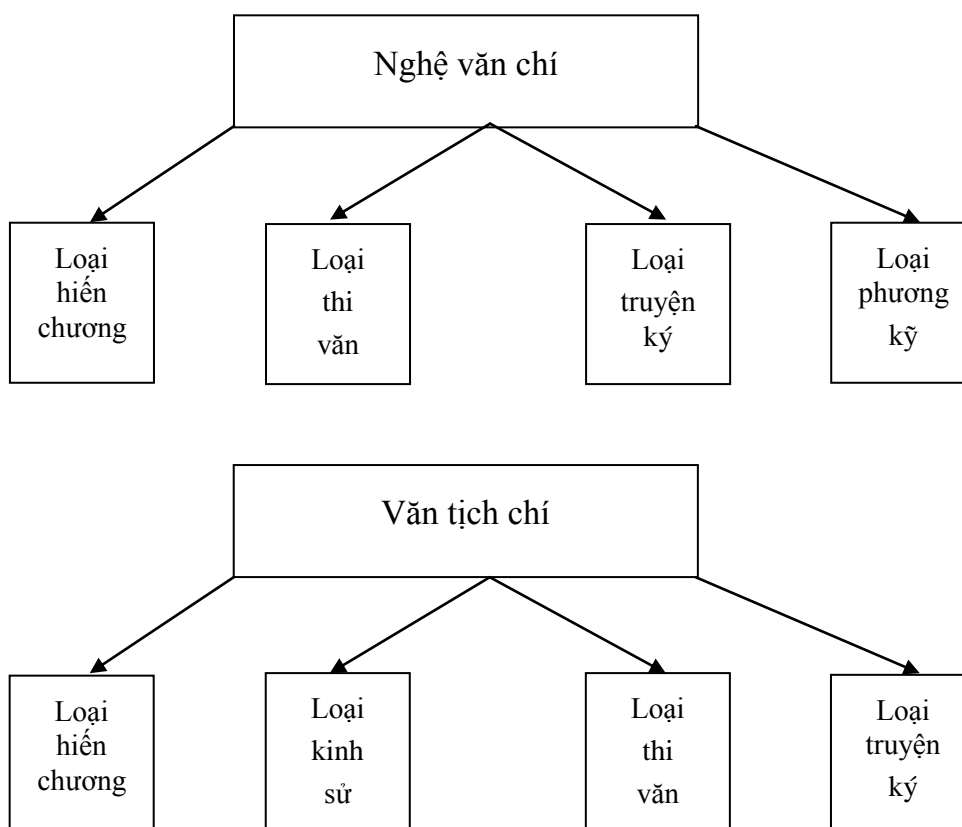 Nghệ văn chí
Loại
hiến
chương
Loại
thi
văn
Loại
truyện
ký
Loại
phương
kỹ
Văn tịch chí
Loại
hiến
chương
Loại
kinh
sử
Loại
thi
văn
Loại
truyện
ký